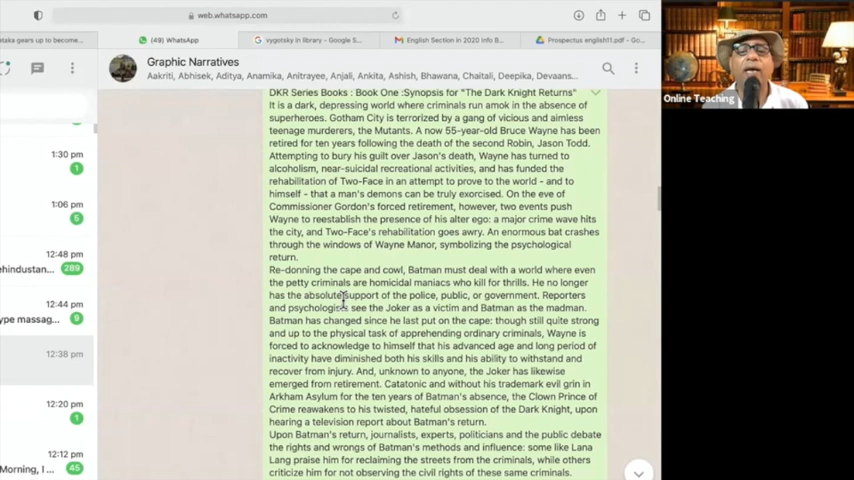 web.whatsapp.com
ataka gears up to become...
(49) WhatsApp
vygotsky in library - Google S...
English Section in 2020 info B...
Prospectus english11.pdf - Go...
Graphic Narratives
Aakriti, Abhisek, Aditya, Anamika, Anitrayee, Anjali, Ankita, Ashish, Bhawana, Chaitali, Deepika, Devaans...
Online Teaching
1:30 pm
1
1:06 pm
5
12:48 pm
ehindustan...
289
12:44 pm
ype massag...
9
12:38 pm
12:20 pm
1
12:12 pm
Morning, I ...
45
DKR Series Books : Book One :Synopsis for "The Dark Knight Returns"
It is a dark, depressing world where criminals run amok in the absence of
superheroes. Gotham City is terrorized by a gang of vicious and aimless
teenage murderers, the Mutants. A now 55-year-old Bruce Wayne has been
retired for ten years following the death of the second Robin, Jason Todd.
Attempting to bury his guilt over Jason's death, Wayne has turned to
alcoholism, near-suicidal recreational activities, and has funded the
rehabilitation of Two-Face in an attempt to prove to the world - and to
himself - that a man's demons can be truly exorcised. On the eve of
Commissioner Gordon's forced retirement, however, two events push
Wayne to reestablish the presence of his alter ego: a major crime wave hits
the city, and Two-Face's rehabilitation goes awry. An enormous bat crashes
through the windows of Wayne Manor, symbolizing the psychological
return.
Re-donning the cape and cowl, Batman must deal with a world where even
the petty criminals are homicidal maniacs who kill for thrills. He no longer
has the absolute support of the police, public, or government. Reporters
and psychologists see the Joker as a victim and Batman as the madman.
Batman has changed since he last put on the cape: though still quite strong
and up to the physical task of apprehending ordinary criminals, Wayne is
forced to acknowledge to himself that his advanced age and long period of
inactivity have diminished both his skills and his ability to withstand and
recover from injury. And, unknown to anyone, the Joker has likewise
emerged from retirement. Catatonic and without his trademark evil grin in
Arkham Asylum for the ten years of Batman's absence, the Clown Prince of
Crime reawakens to his twisted, hateful obsession of the Dark Knight, upon
hearing a television report about Batman's return.
Upon Batman's return, journalists, experts, politicians and the public debate
the rights and wrongs of Batman's methods and influence: some like Lana
Lang praise him for reclaiming the streets from the criminals, while others
criticize him for not observing the civil rights of these same criminals.